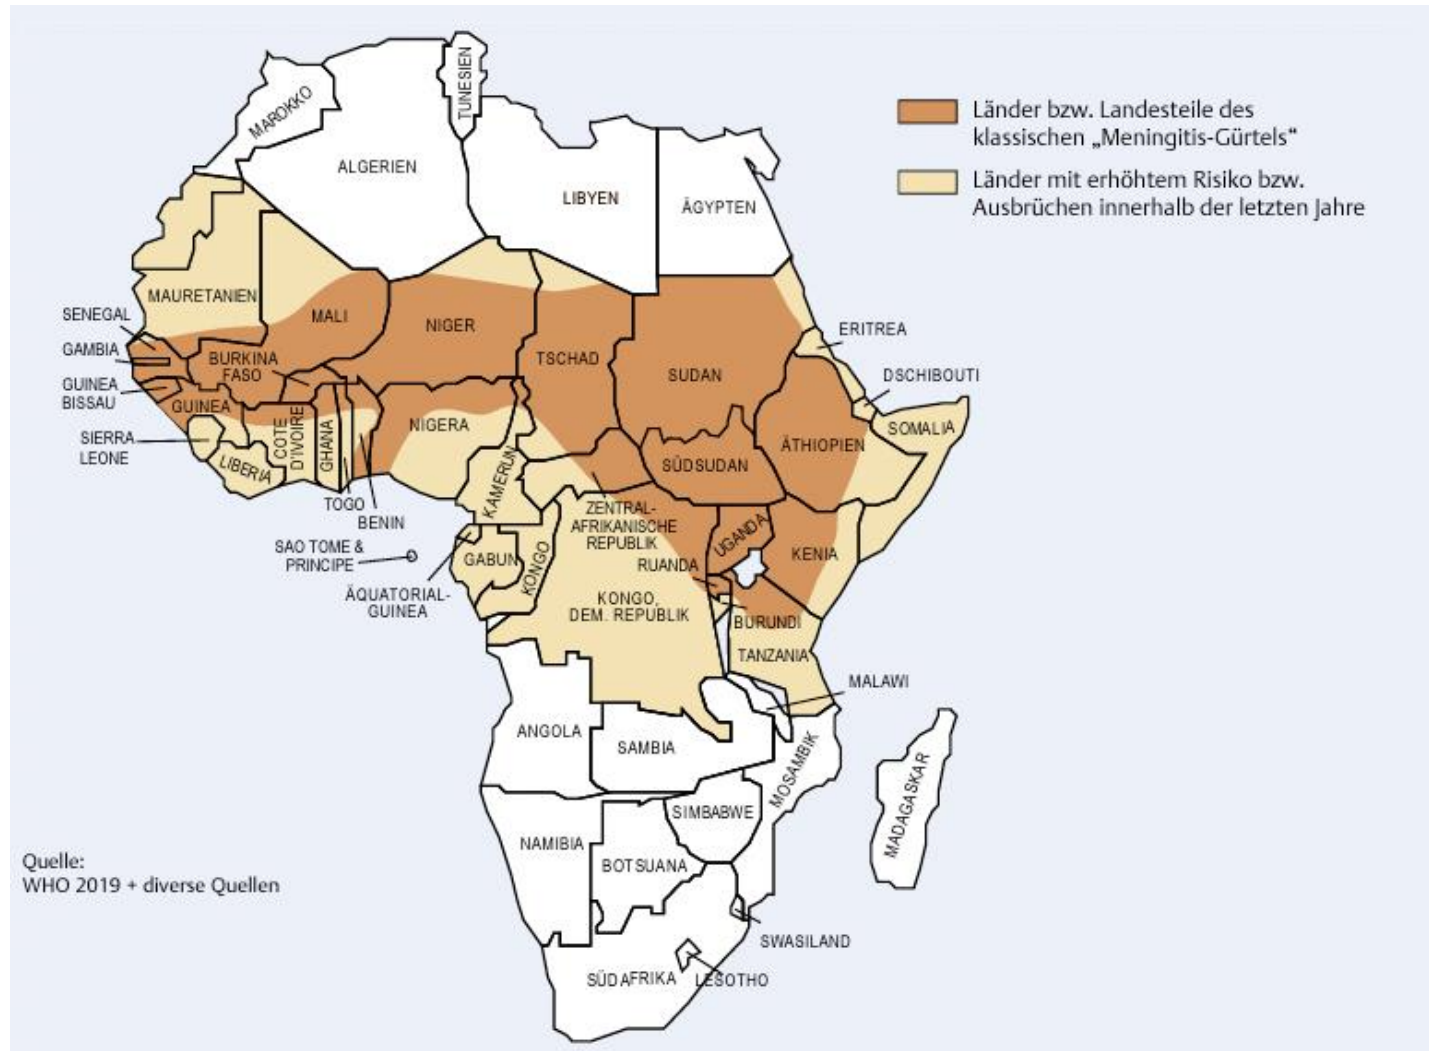 MAROKKO
TUNESIEN
ALGERIEN
LIBYEN
ÄGYPTEN
Länder bzw. Landesteile des
klassischen „Meningitis-Gürtels“
Länder mit erhöhtem Risiko bzw.
Ausbrüchen innerhalb der letzten Jahre
MAURETANIEN
MALI
NIGER
TSCHAD
SUDAN
ERITREA
DSCHIBOUTI
SENEGAL
GAMBIA
GUINEA
BISSAU
SIERRA
LEONE
BURKINA
FASO
GUINEA
LIBERIA
COTE
D'IVOIRE
GHANA
TOGO
BENIN
NIGERA
KAMERUN
SÜDSUDAN
ÄTHIOPIEN
SOMALIA
ZENTRAL-
AFRIKANISCHE
REPUBLIK
UGANDA
KENIA
RUANDA
SAO TOME &
PRINCIPE
ÄQUATORIAL-
GUINEA
GABUN
KONGO
KONGO,
DEM. REPUBLIK
BURUNDI
TANZANIA
MALAWI
ANGOLA
SAMBIA
MOSAMBIK
MADAGASKAR
SIMBABWE
NAMIBIA
BOTSUANA
SWASILAND
SÜDAFRIKA
LESOTHO
Quelle:
WHO 2019 + diverse Quellen